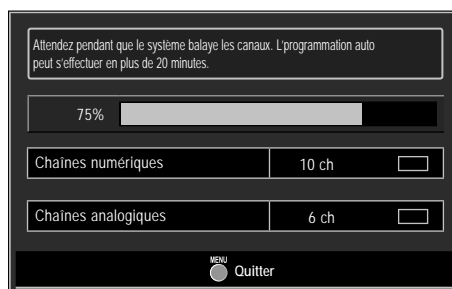 Attendez pendant que le système balaye les canaux. L'programmation auto
peut s'effectuer en plus de 20 minutes.
75%
Chaînes numériques 10 ch
Chaînes analogiques 6 ch
MENU
Quitter